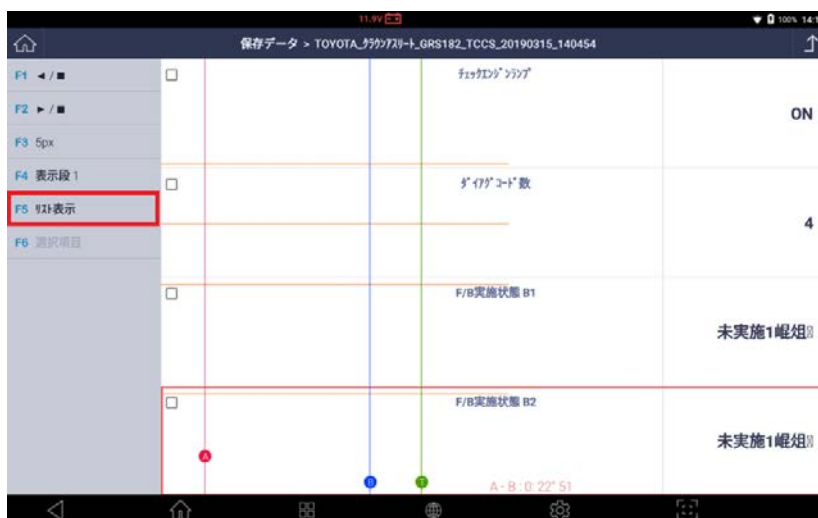 11.9V
100% 14:1
保存データ > TOYOTA_ｸﾗｳﾝｱｽﾘｰﾄ_GRS182_TCCS_20190315_140454
F1 ◄/■
F2 ►/■
F3 5px
F4 表示段 1
F5 ﾘｽﾄ表示
F6 選択項目
ﾁｪｯｸｴﾝｼﾞﾝﾗﾝﾌﾟ
ON
ﾀﾞｲｱｸﾞｺｰﾄﾞ数
4
F/B実施状態 B1
未実施1崐俎
F/B実施状態 B2
未実施1崐俎
A
B
T
A - B : 0: 22" 51